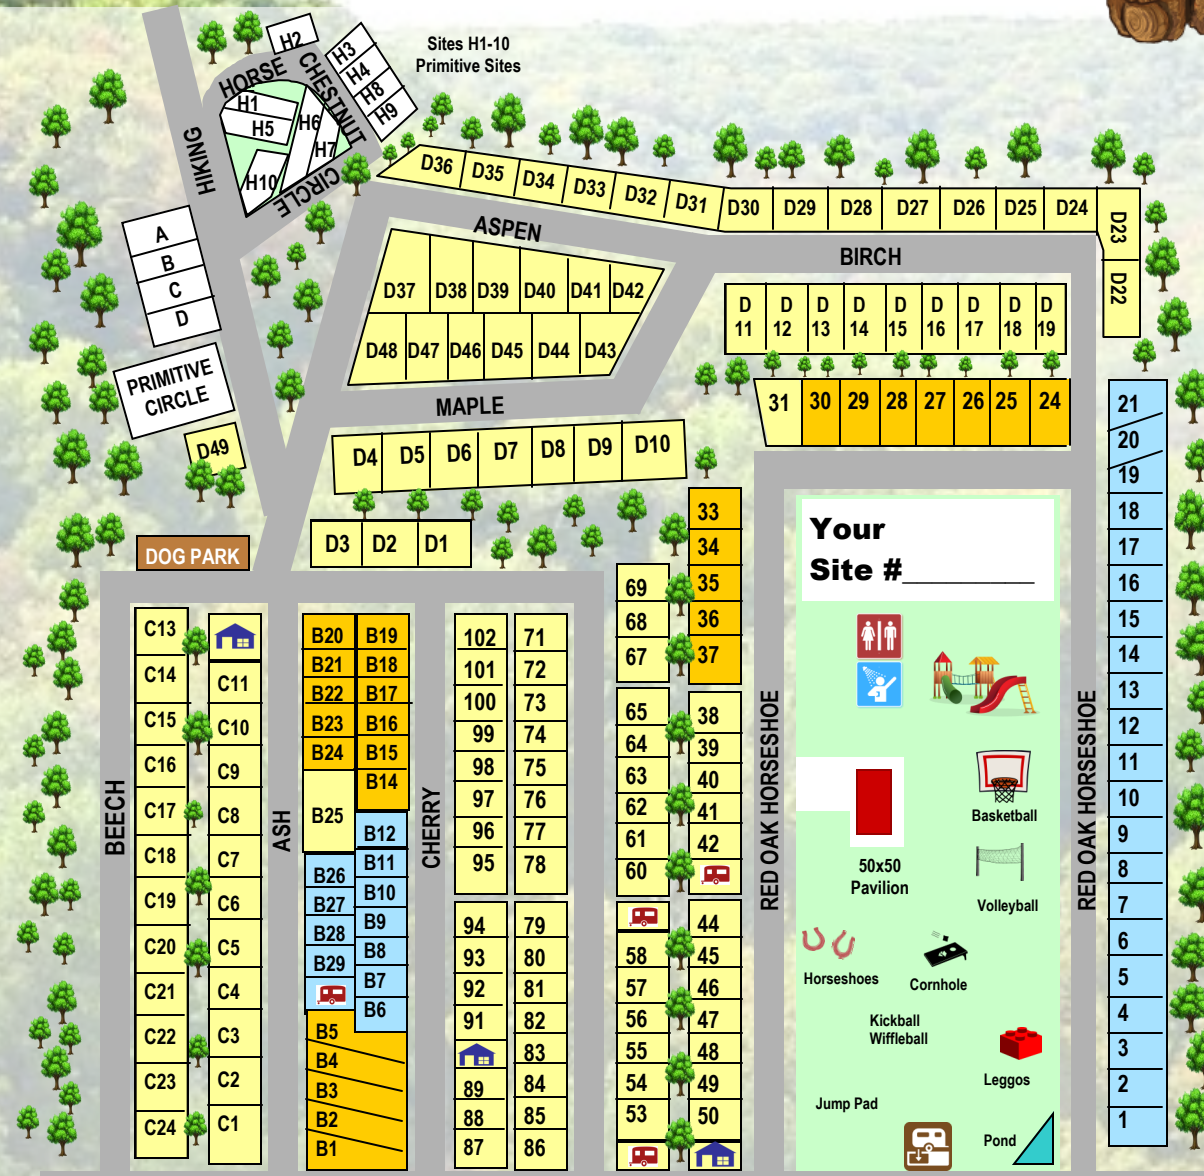 Sites H1-10
Primitive Sites
H2
HORSE
CHESTNUT
CIRCLE
H3
H4
H8
H9
H1
H5
H6
H7
H10
HIKING
A
B
C
D
PRIMITIVE
CIRCLE
D49
D36
D35
D34
D33
D32
D31
D30
D29
D28
D27
D26
D25
D24
D23
D22
ASPEN
BIRCH
D37
D38
D39
D40
D41
D42
D48
D47
D46
D45
D44
D43
D
11
D
12
D
13
D
14
D
15
D
16
D
17
D
18
D
19
MAPLE
31
30
29
28
27
26
25
24
D4
D5
D6
D7
D8
D9
D10
D3
D2
D1
DOG PARK
BEECH
C13
C14
C15
C16
C17
C18
C19
C20
C21
C22
C23
C24
C11
C10
C9
C8
C7
C6
C5
C4
C3
C2
C1
ASH
B20
B21
B22
B23
B24
B25
B26
B27
B28
B29
B5
B4
B3
B2
B1
B19
B18
B17
B16
B15
B14
B12
B11
B10
B9
B8
B7
B6
CHERRY
102
101
100
99
98
97
96
95
94
93
92
91
89
88
87
71
72
73
74
75
76
77
78
79
80
81
82
83
84
85
86
69
68
67
65
64
63
62
61
60
58
57
56
55
54
53
33
34
35
36
37
38
39
40
41
42
44
45
46
47
48
49
50
RED OAK HORSESHOE
Your
Site #__________
Basketball
50x50
Pavilion
Volleyball
Horseshoes
Cornhole
Kickball
Wiffleball
Leggos
Jump Pad
Pond
RED OAK HORSESHOE
21
20
19
18
17
16
15
14
13
12
11
10
9
8
7
6
5
4
3
2
1